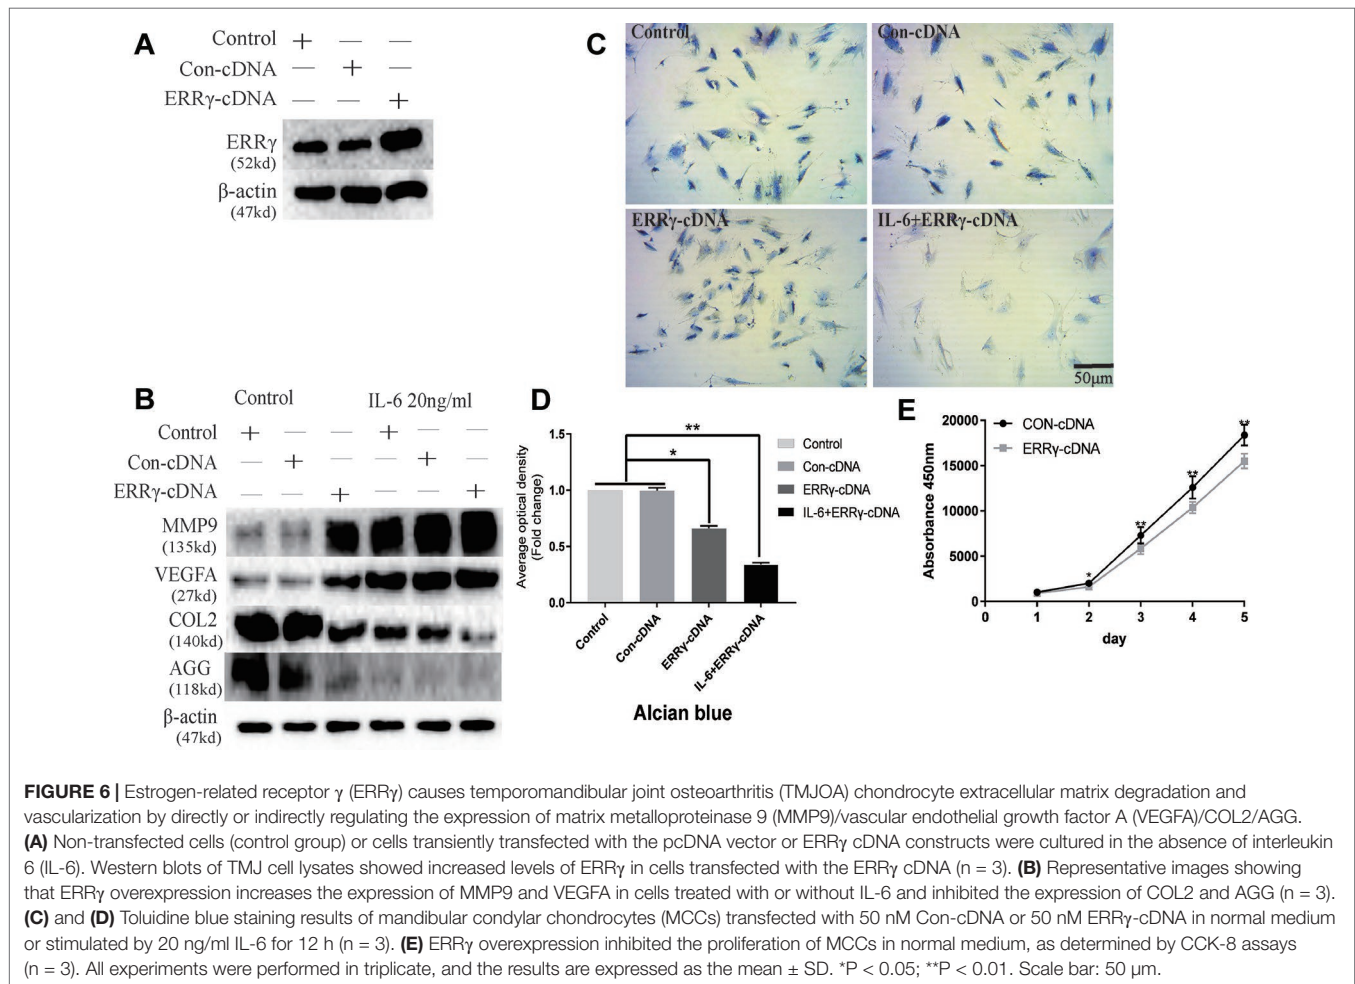 A
Control + — —
Con-cDNA — + —
ERRγ-cDNA — — +
ERRγ
(52kd)
β-actin
(47kd)
C
Control
Con-cDNA
ERRγ-cDNA
IL-6+ERRγ-cDNA
50μm
B
Control IL-6 20ng/ml
Control + — — + — —
Con-cDNA — + — — + —
ERRγ-cDNA — — + — — +
MMP9
(135kd)
VEGFA
(27kd)
COL2
(140kd)
AGG
(118kd)
β-actin
(47kd)
D
Average optical density
(Fold change)
1.5
1.0
0.5
0.0
**
*
Control
Con-cDNA
ERRγ-cDNA
IL-6+ERRγ-cDNA
Control
Con-cDNA
ERRγ-cDNA
IL-6+ERRγ-cDNA
Alcian blue
E
Absorbance 450nm
20000
15000
10000
5000
0
CON-cDNA
ERRγ-cDNA
*
**
**
**
0 1 2 3 4 5
day
FIGURE 6 | Estrogen-related receptor γ (ERRγ) causes temporomandibular joint osteoarthritis (TMJOA) chondrocyte extracellular matrix degradation and
vascularization by directly or indirectly regulating the expression of matrix metalloproteinase 9 (MMP9)/vascular endothelial growth factor A (VEGFA)/COL2/AGG.
(A) Non-transfected cells (control group) or cells transiently transfected with the pcDNA vector or ERRγ cDNA constructs were cultured in the absence of interleukin
6 (IL-6). Western blots of TMJ cell lysates showed increased levels of ERRγ in cells transfected with the ERRγ cDNA (n = 3). (B) Representative images showing
that ERRγ overexpression increases the expression of MMP9 and VEGFA in cells treated with or without IL-6 and inhibited the expression of COL2 and AGG (n = 3).
(C) and (D) Toluidine blue staining results of mandibular condylar chondrocytes (MCCs) transfected with 50 nM Con-cDNA or 50 nM ERRγ-cDNA in normal medium
or stimulated by 20 ng/ml IL-6 for 12 h (n = 3). (E) ERRγ overexpression inhibited the proliferation of MCCs in normal medium, as determined by CCK-8 assays
(n = 3). All experiments were performed in triplicate, and the results are expressed as the mean ± SD. *P < 0.05; **P < 0.01. Scale bar: 50 μm.